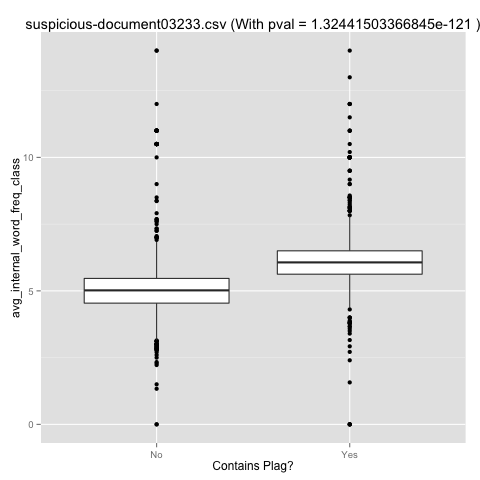 suspicious-document03233.csv (With pval = 1.32441503366845e-121 )
avg_internal_word_freq_class
10
5
0
No Yes
Contains Plag?